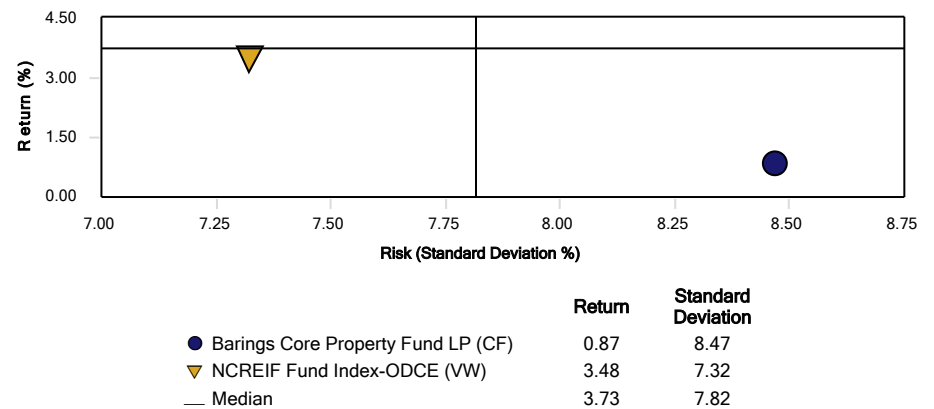 4.50
3.00
1.50
0.00
Return (%)
7.00 7.25 7.50 7.75 8.00 8.25 8.50 8.75
Risk (Standard Deviation %)
Return Standard Deviation
Barings Core Property Fund LP (CF) 0.87 8.47
NCREIF Fund Index-ODCE (VW) 3.48 7.32
Median 3.73 7.82